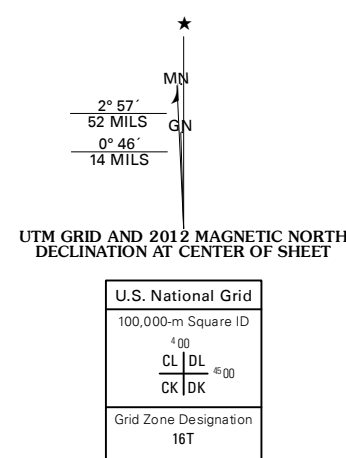 ★
MN
2° 57´
52 MILS
GN
0° 46´
14 MILS
UTM GRID AND 2012 MAGNETIC NORTH
DECLINATION AT CENTER OF SHEET
U.S. National Grid
100,000-m Square ID
4 00
CL DL
45 00
CK DK
Grid Zone Designation
16T